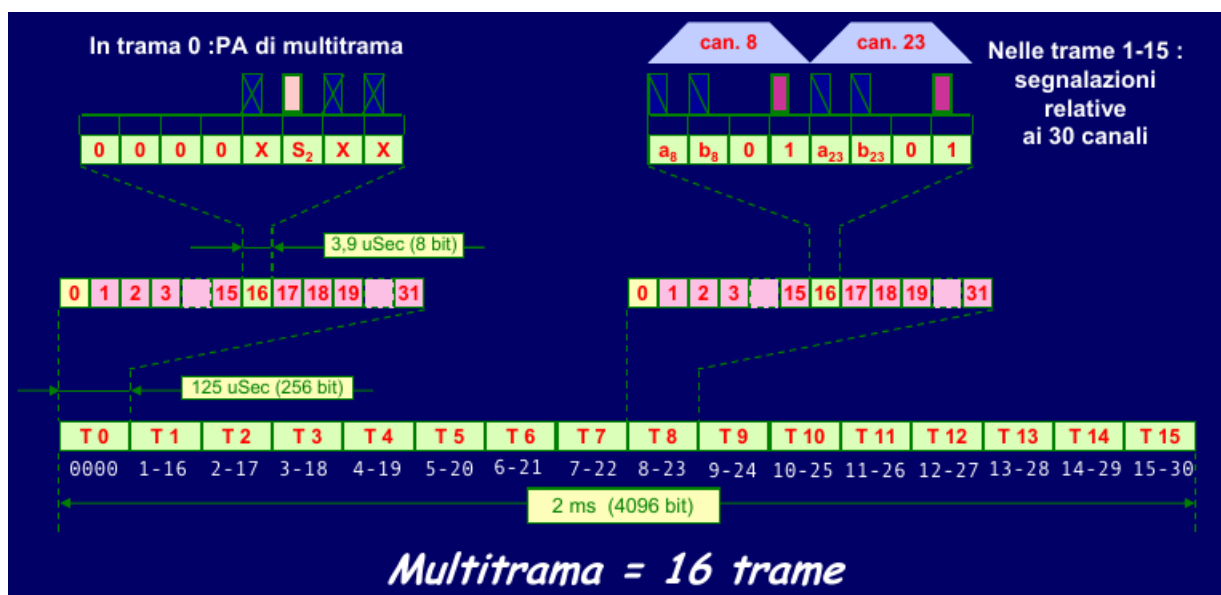 In trama 0 :PA di multitrama
can. 8 can. 23
Nelle trame 1-15 :
segnalazioni
relative
ai 30 canali
0 0 0 0 X S2 X X
a8 b8 0 1 a23 b23 0 1
3,9 uSec (8 bit)
0 1 2 3 15 16 17 18 19 31
0 1 2 3 15 16 17 18 19 31
125 uSec (256 bit)
T 0 T 1 T 2 T 3 T 4 T 5 T 6 T 7 T 8 T 9 T 10 T 11 T 12 T 13 T 14 T 15
0000 1-16 2-17 3-18 4-19 5-20 6-21 7-22 8-23 9-24 10-25 11-26 12-27 13-28 14-29 15-30
2 ms (4096 bit)
Multitrama = 16 trame